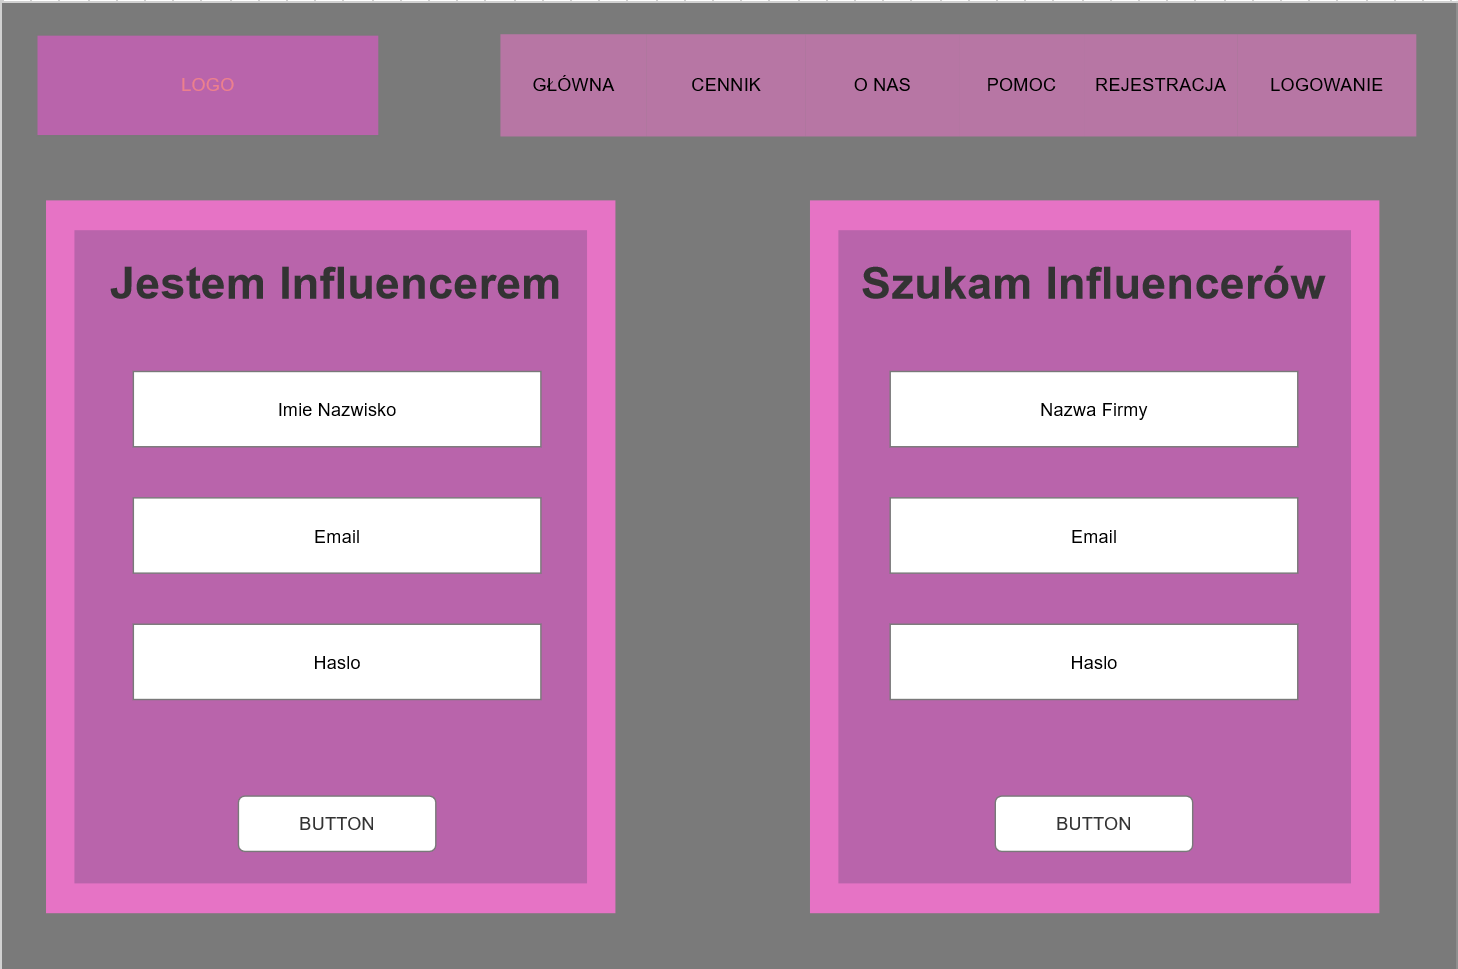 LOGO
GŁÓWNA CENNIK O NAS POMOC REJESTRACJA LOGOWANIE
Jestem Influencerem
Imie Nazwisko
Email
Haslo
BUTTON
Szukam Influencerów
Nazwa Firmy
Email
Haslo
BUTTON